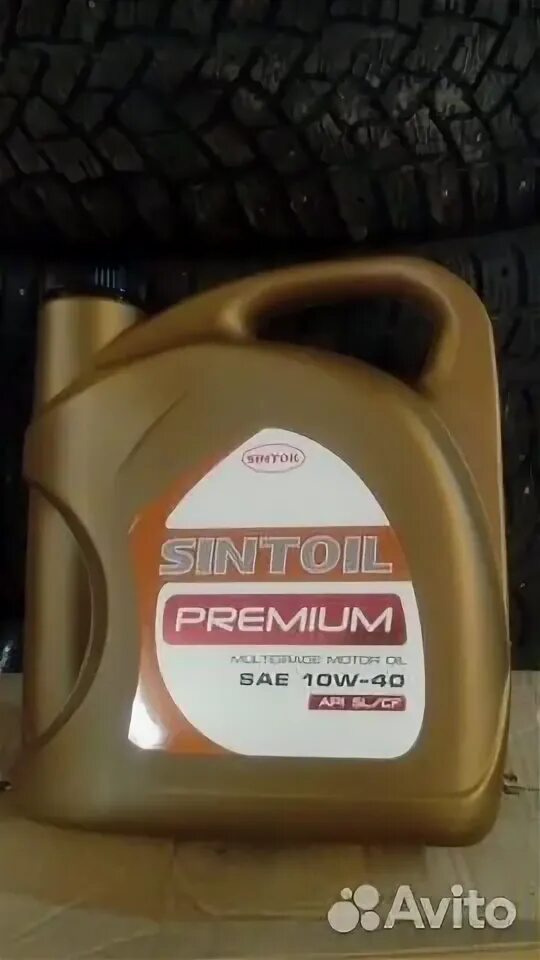 SINTOIL
SINTOIL
PREMIUM
MULTIGRADE MOTOR OIL
SAE 10W-40
API SL/CF
Avito